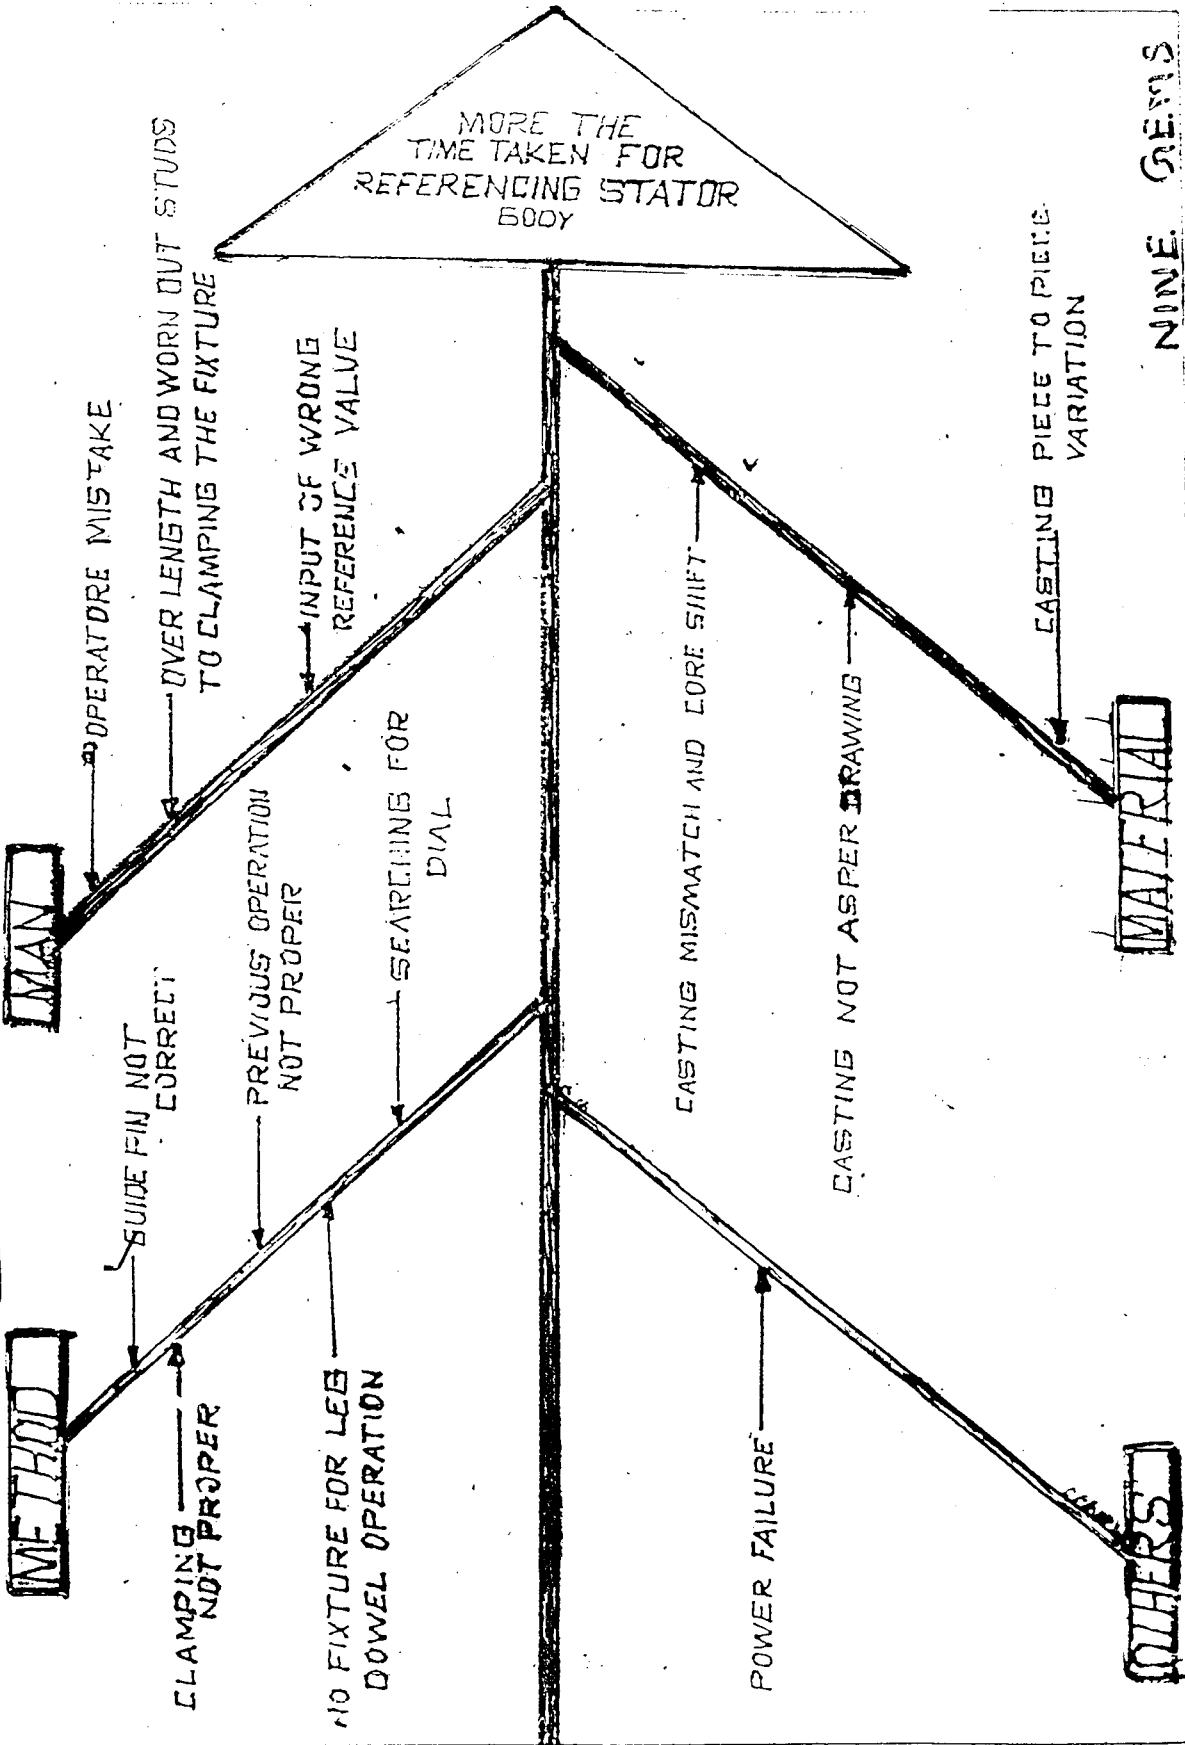 METHOD
MAN
GUIDE PIN NOT
CORRECT
CLAMPING
NOT PROPER
PREVIOUS OPERATION
NOT PROPER
NO FIXTURE FOR LEG
DOWEL OPERATION
SEARCHING FOR
DIAL
OPERATORE MISTAKE
OVER LENGTH AND WORN OUT STUDS
TO CLAMPING THE FIXTURE
INPUT OF WRONG
REFERENCE VALUE
MORE THE
TIME TAKEN FOR
REFERENCING STATOR
BODY
POWER FAILURE
CASTING MISMATCH AND CORE SHIFT
CASTING NOT ASPER DRAWING
CASTING PIECE TO PIECE
VARIATION
OTHERS
MATERIAL
NINE GEMS